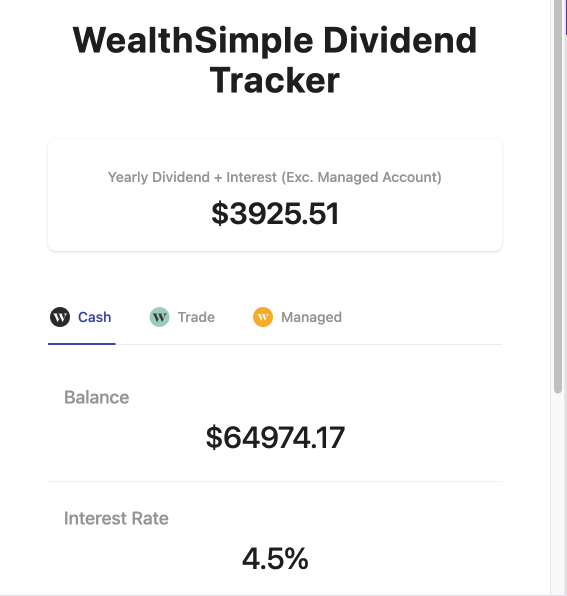 WealthSimple Dividend
Tracker
Yearly Dividend + Interest (Exc. Managed Account)
$3925.51
W Cash W Trade W Managed
Balance
$64974.17
Interest Rate
4.5%